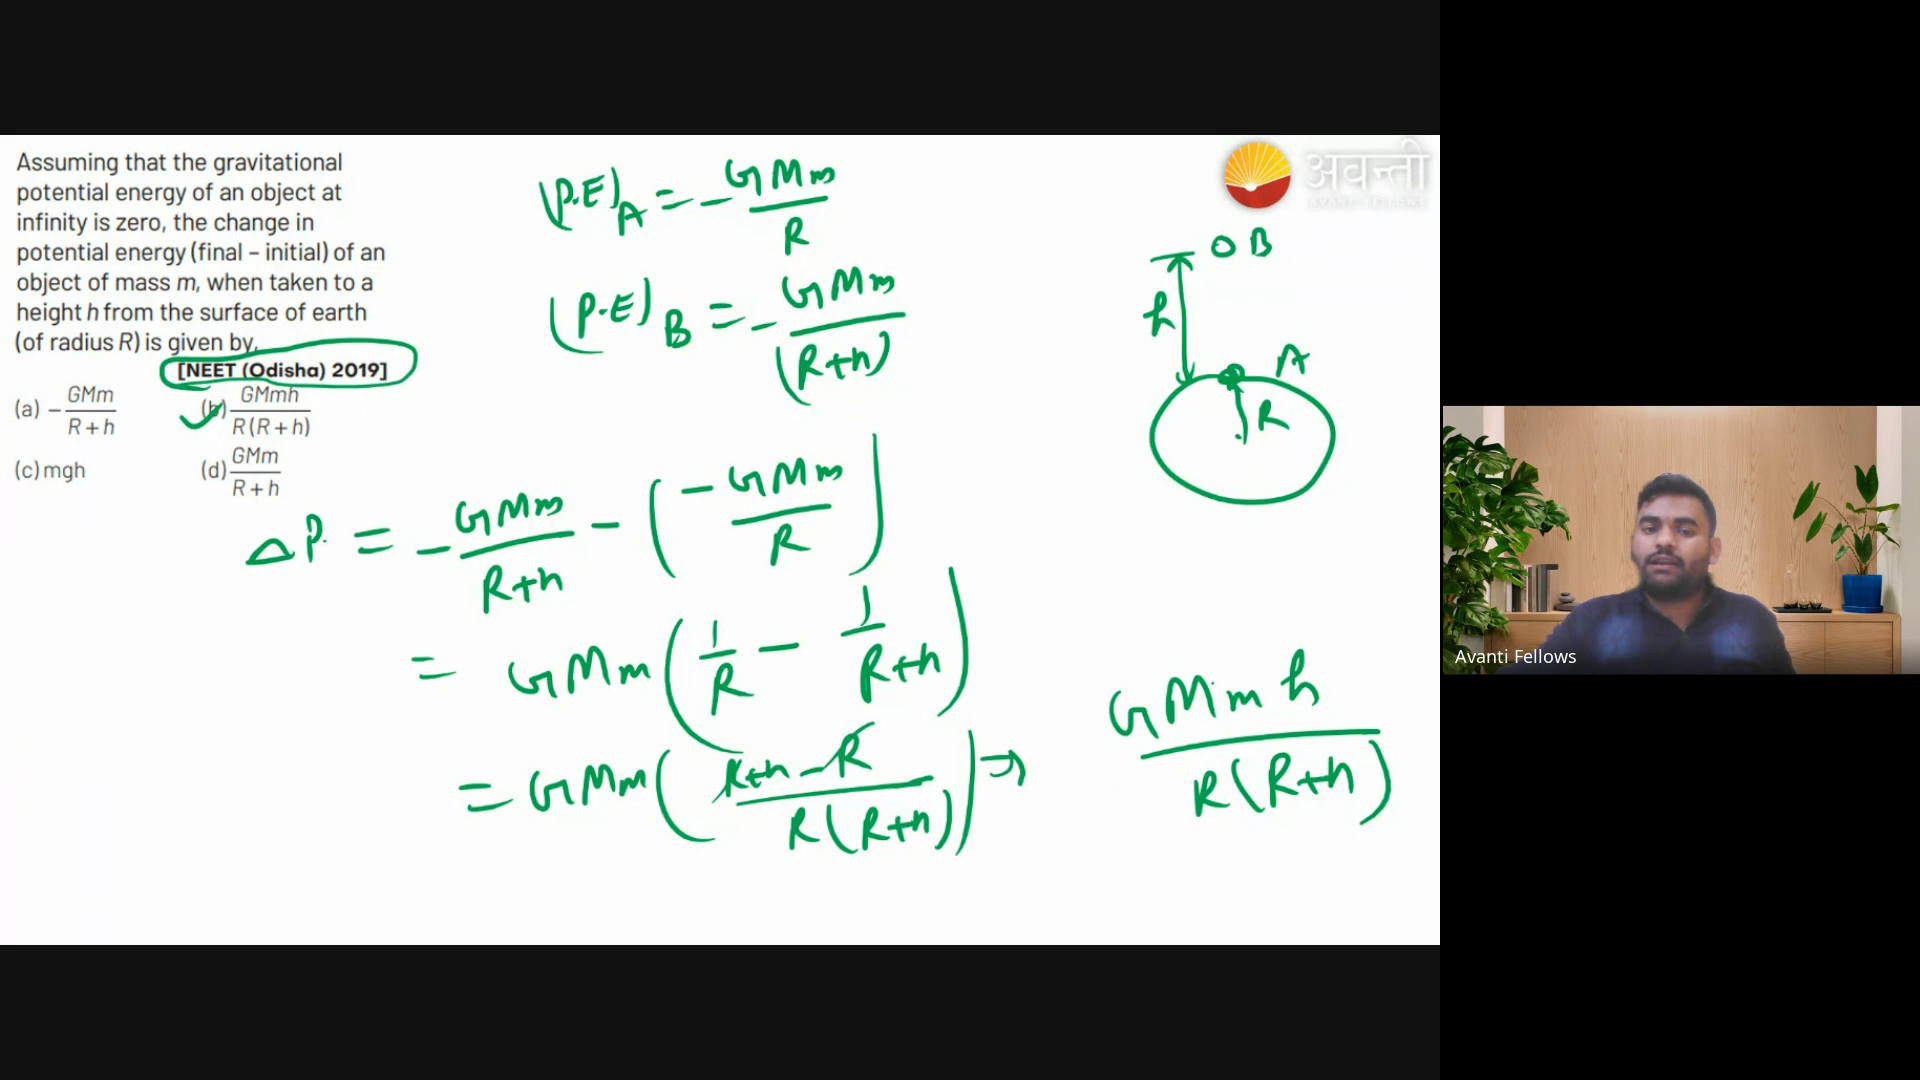 Assuming that the gravitational
potential energy of an object at
infinity is zero, the change in
potential energy (final – initial) of an
object of mass m, when taken to a
height h from the surface of earth
(of radius R) is given by,
[NEET (Odisha) 2019]
(a) – GMm / R + h (b) GMmh / R(R + h)
(c) mgh (d) GMm / R + h
(P.E)A = - GMm / R
(P.E)B = - GMm / (R+h)
ΔP. = - GMm / R+h - (- GMm / R)
= GMm (1/R - 1/R+h)
= GMm (R+h - R / R(R+h)) → GMmh / R(R+h)
अवन्ती
AVANTI FELLOWS
B
h
A
R
Avanti Fellows